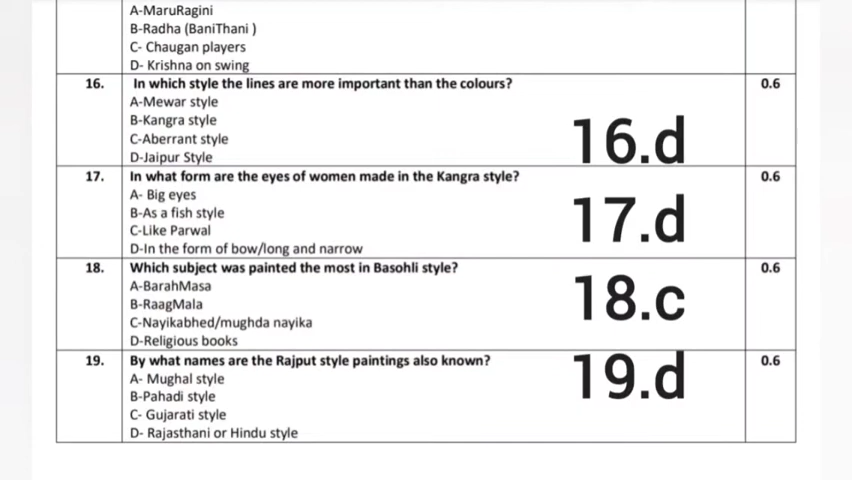 A-MaruRagini
B-Radha (BaniThani )
C- Chaugan players
D- Krishna on swing
16. In which style the lines are more important than the colours? 0.6
A-Mewar style
B-Kangra style
C-Aberrant style
D-Jaipur Style
16.d
17. In what form are the eyes of women made in the Kangra style? 0.6
A- Big eyes
B-As a fish style
C-Like Parwal
D-In the form of bow/long and narrow
17.d
18. Which subject was painted the most in Basohli style? 0.6
A-BarahMasa
B-RaagMala
C-Nayikabhed/mughda nayika
D-Religious books
18.c
19. By what names are the Rajput style paintings also known? 0.6
A- Mughal style
B-Pahadi style
C- Gujarati style
D- Rajasthani or Hindu style
19.d